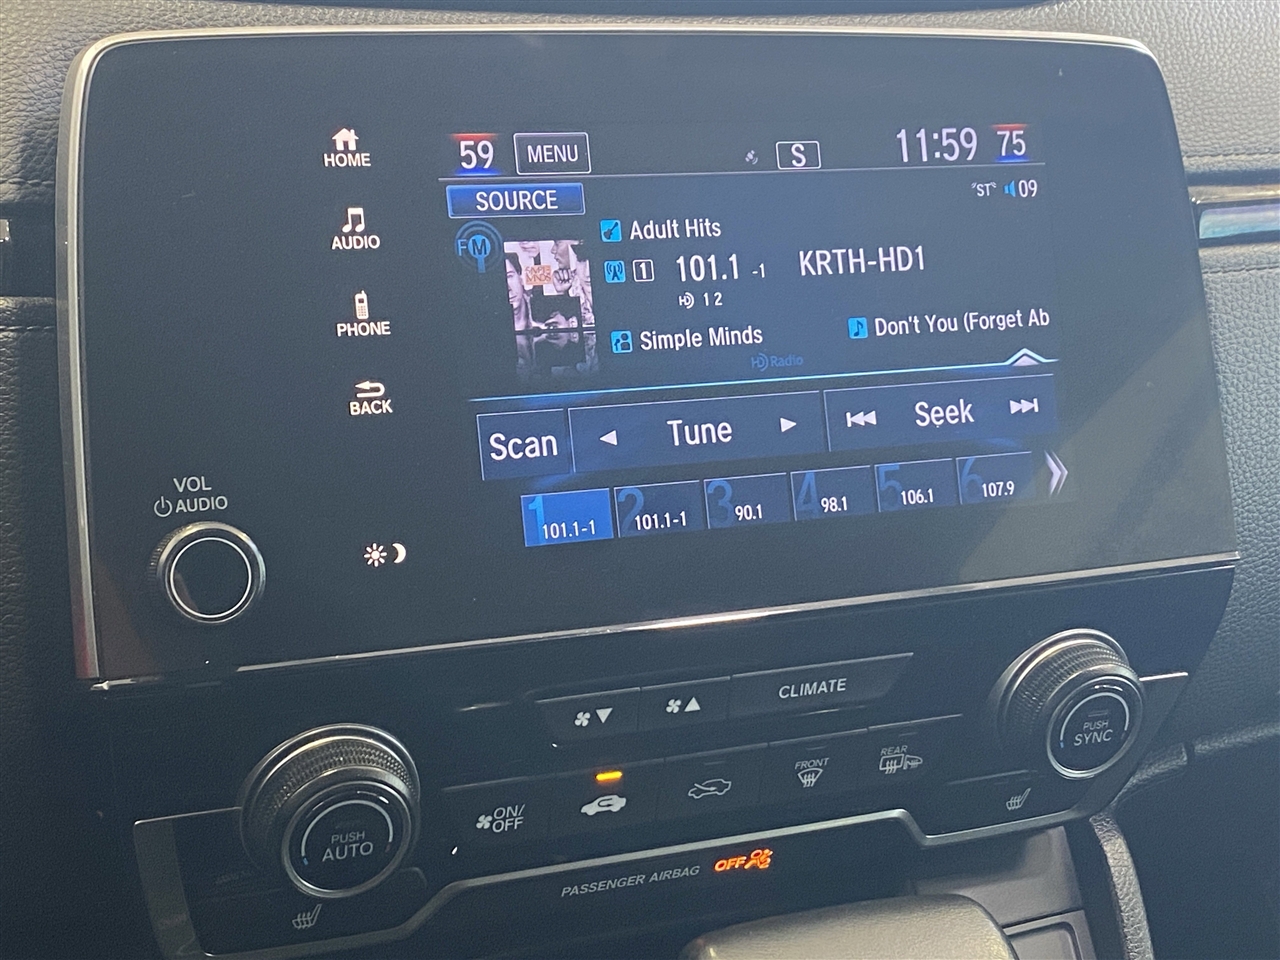 HOME
59
MENU
S
11:59
75
SOURCE
"ST"
09
AUDIO
FM
Adult Hits
1
101.1 -1
KRTH-HD1
HD 1 2
SIMPLE MINDS
Simple Minds
Don't You (Forget Ab
HD Radio
PHONE
BACK
Scan
Tune
Seek
VOL
AUDIO
1 101.1-1
2 101.1-1
3 90.1
4 98.1
5 106.1
6 107.9
CLIMATE
PUSH
SYNC
ON/
OFF
FRONT
REAR
PUSH
AUTO
PASSENGER AIRBAG
OFF